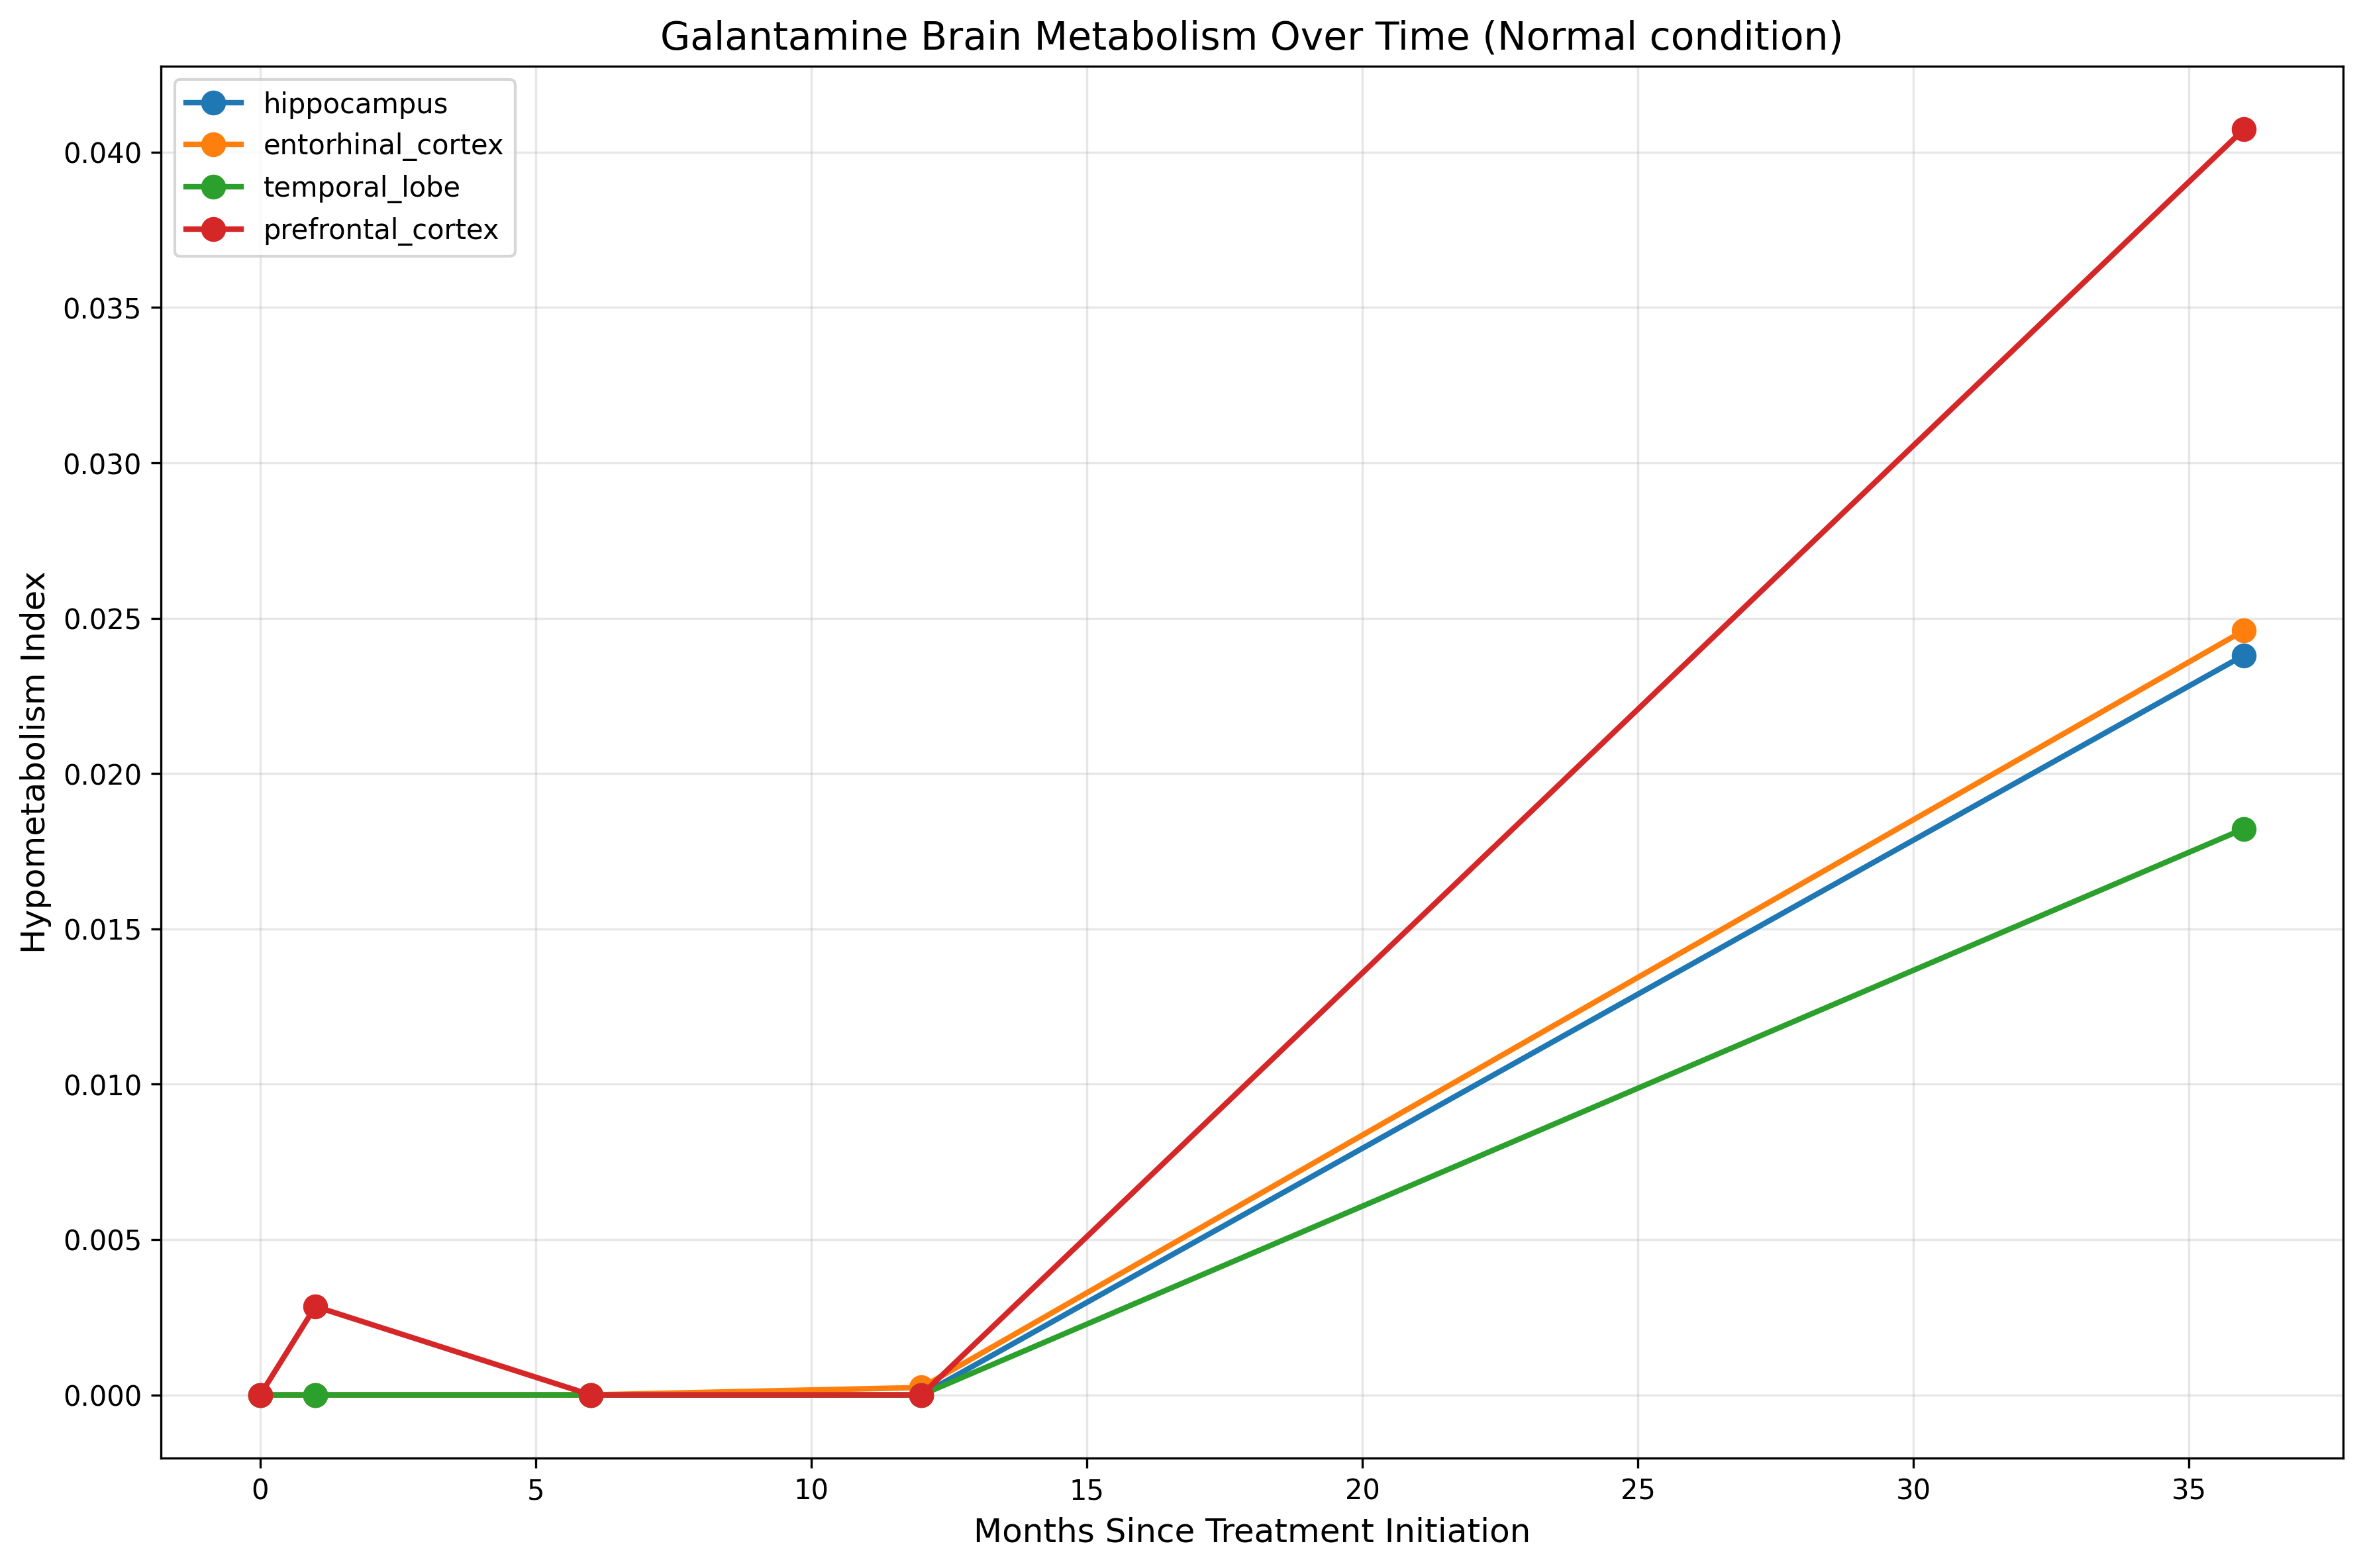 Galantamine Brain Metabolism Over Time (Normal condition)
hippocampus
entorhinal_cortex
temporal_lobe
prefrontal_cortex
Hypometabolism Index
0.040
0.035
0.030
0.025
0.020
0.015
0.010
0.005
0.000
0 5 10 15 20 25 30 35
Months Since Treatment Initiation